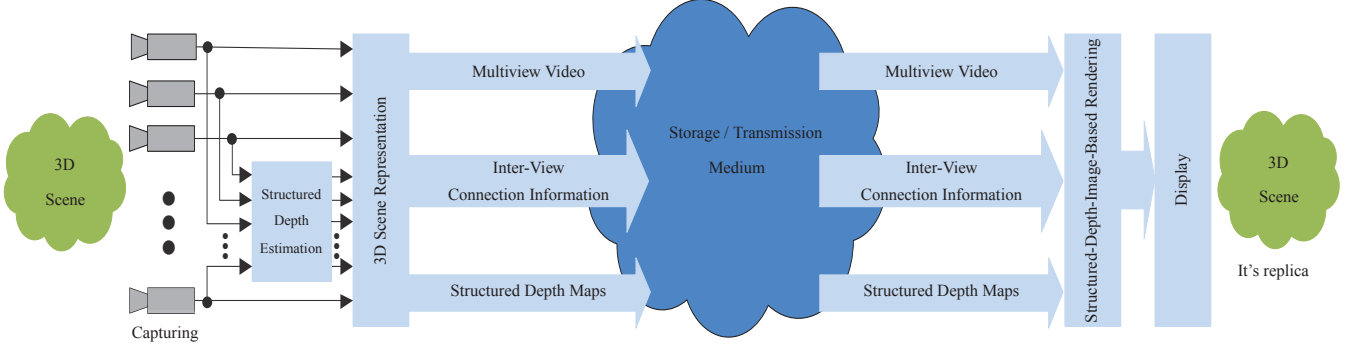 3D
Scene
Capturing
Structured
Depth
Estimation
3D Scene Representation
Multiview Video
Inter-View
Connection Information
Structured Depth Maps
Storage / Transmission
Medium
Multiview Video
Inter-View
Connection Information
Structured Depth Maps
Structured-Depth-Image-Based Rendering
Display
3D
Scene
It's replica